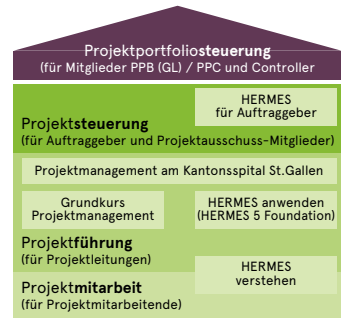 Projektportfoliosteuerung
(für Mitglieder PPB (GL) / PPC und Controller
HERMES
für Auftraggeber
Projektsteuerung
(für Auftraggeber und Projektausschuss-Mitglieder)
Projektmanagement am Kantonsspital St.Gallen
Grundkurs
Projektmanagement
HERMES anwenden
(HERMES 5 Foundation)
Projektführung
(für Projektleitungen)
HERMES
verstehen
Projektmitarbeit
(für Projektmitarbeitende)